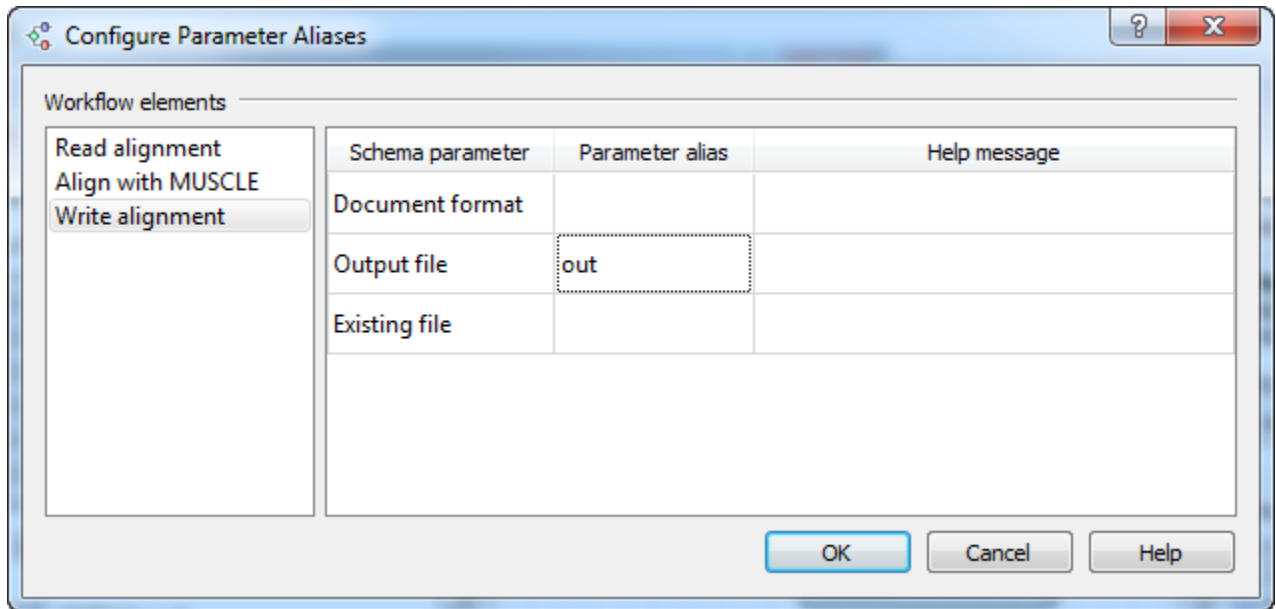 Configure Parameter Aliases
Workflow elements
Read alignment
Align with MUSCLE
Write alignment
Schema parameter Parameter alias Help message
Document format
Output file out
Existing file
OK Cancel Help